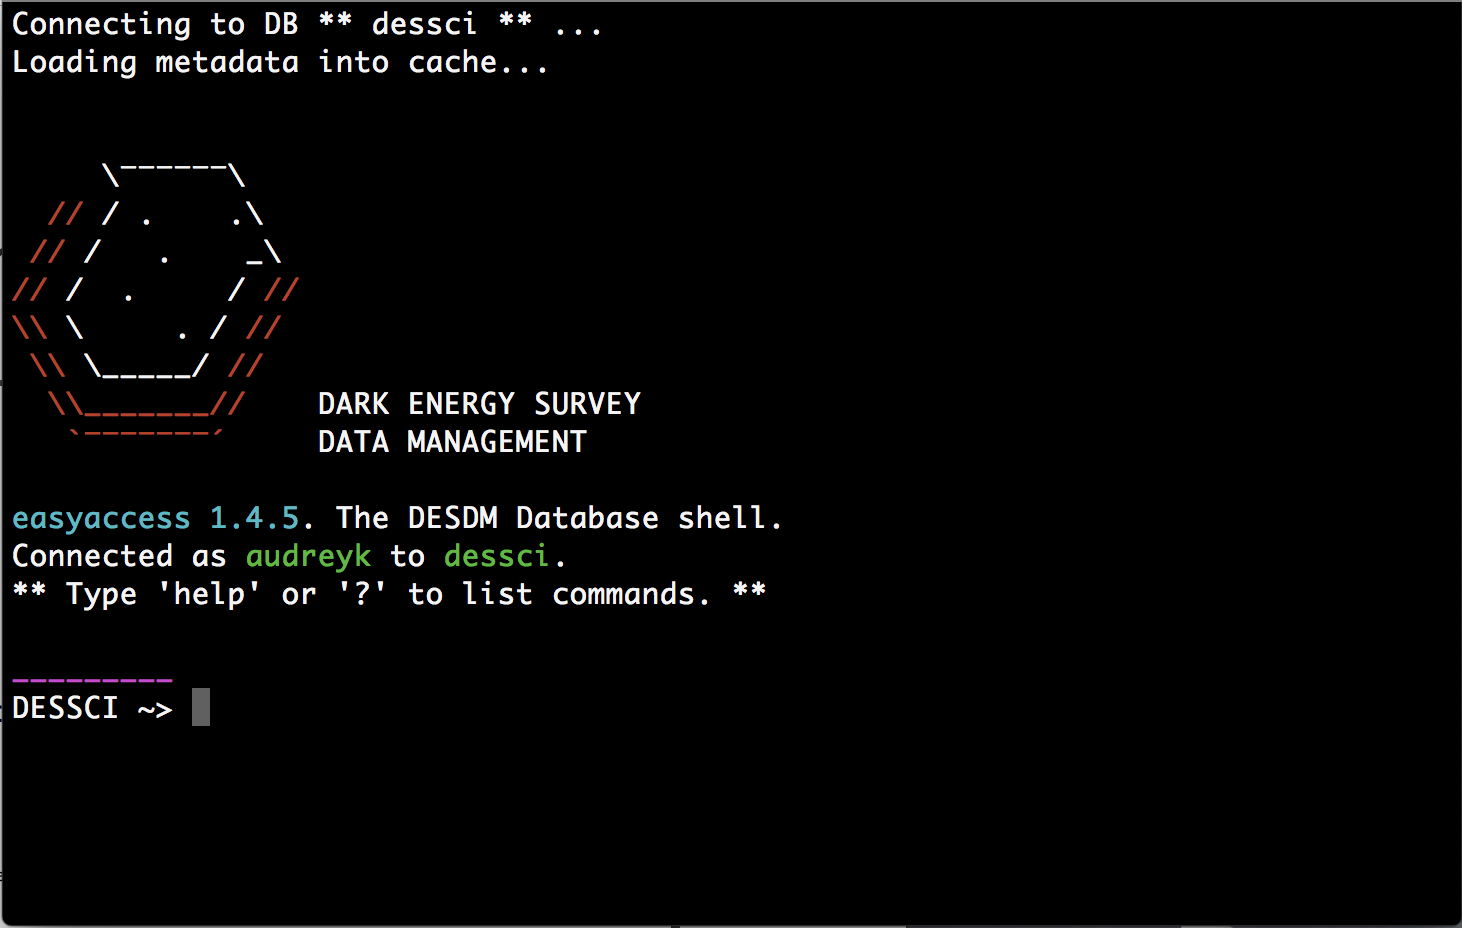 Connecting to DB ** dessci ** ...
Loading metadata into cache...
DARK ENERGY SURVEY
DATA MANAGEMENT
easyaccess 1.4.5. The DESDM Database shell.
Connected as audreyk to dessci.
** Type 'help' or '?' to list commands. **
_________
DESSCI ~>